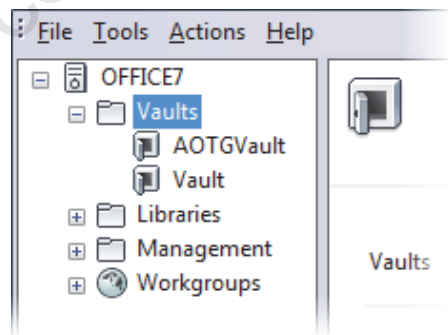 File Tools Actions Help
OFFICE7
Vaults
AOTGVault
Vault
Libraries
Management
Workgroups
Vaults